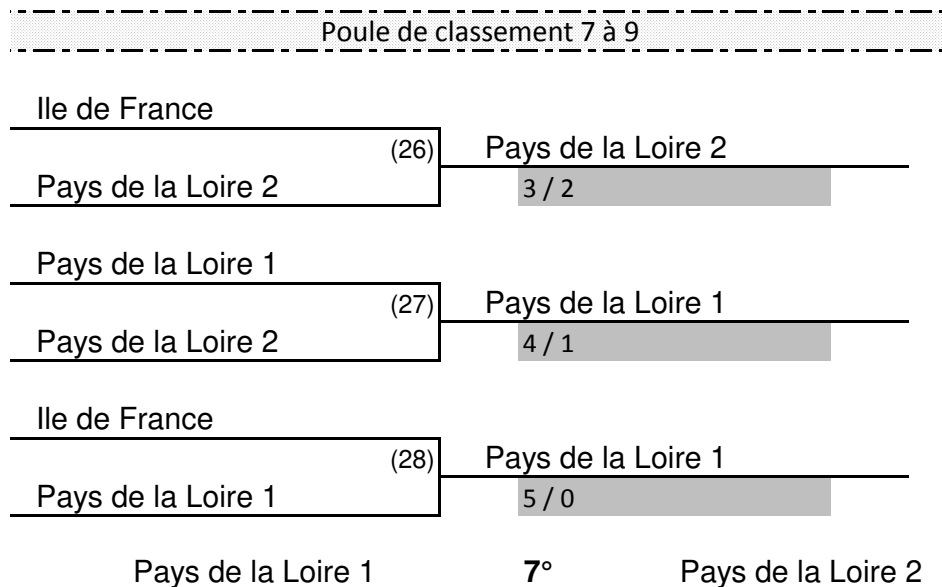 Poule de classement 7 à 9
Ile de France
(26) Pays de la Loire 2
Pays de la Loire 2 3 / 2
Pays de la Loire 1
(27) Pays de la Loire 1
Pays de la Loire 2 4 / 1
Ile de France
(28) Pays de la Loire 1
Pays de la Loire 1 5 / 0
Pays de la Loire 1 7° Pays de la Loire 2